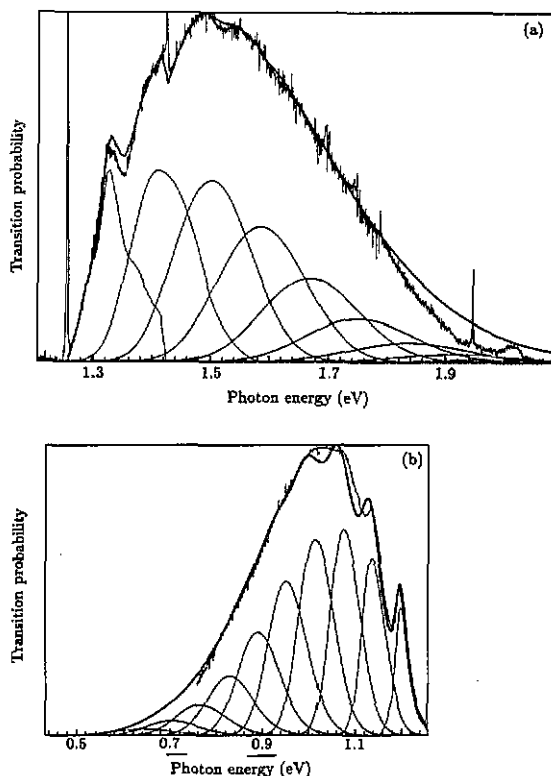 (a)
Transition probability
1.3 1.5 1.7 1.9
Photon energy (eV)
(b)
Transition probability
0.5 0.7 0.9 1.1
Photon energy (eV)